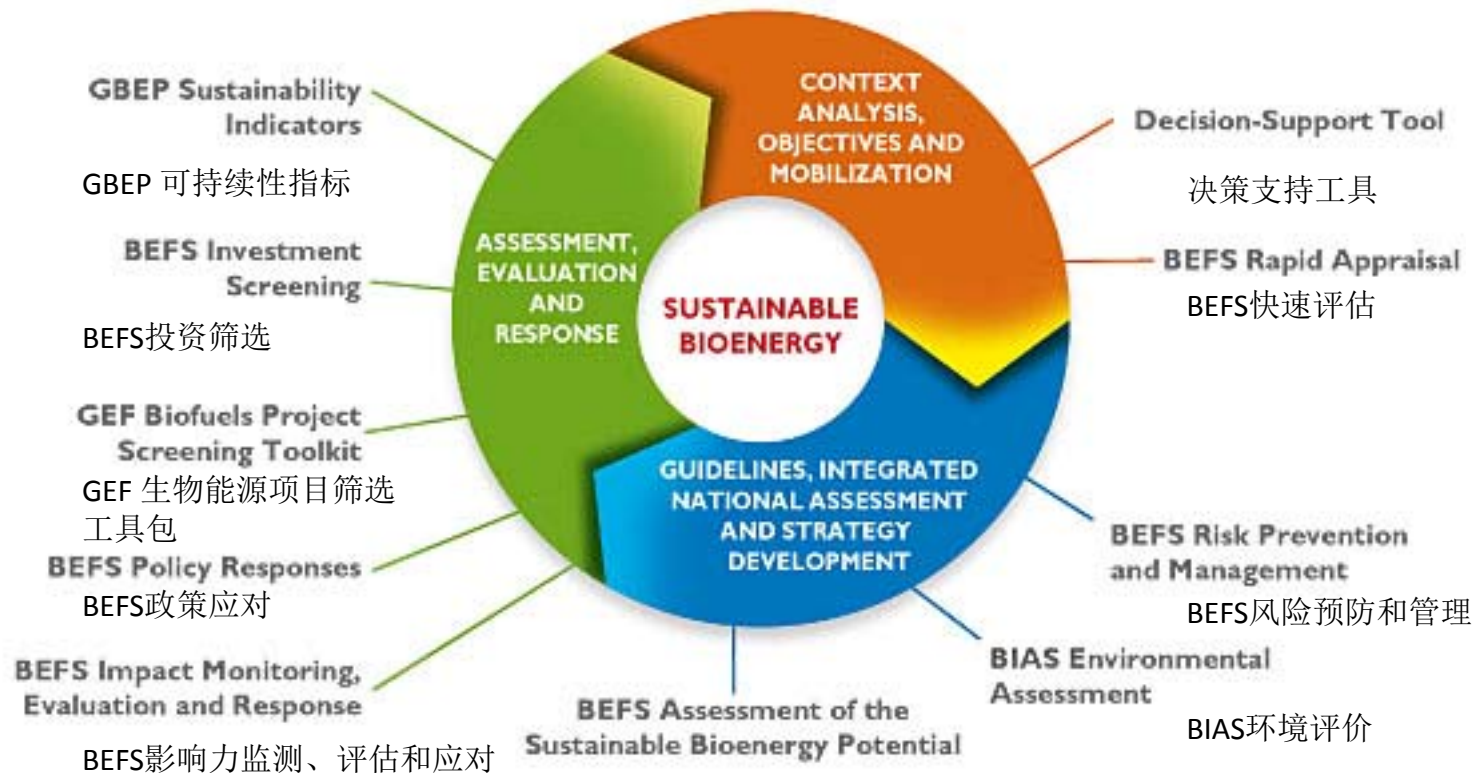 GBEP Sustainability
Indicators
GBEP 可持续性指标
BEFS Investment
Screening
BEFS投资筛选
GEF Biofuels Project
Screening Toolkit
GEF 生物能源项目筛选
工具包
BEFS Policy Responses
BEFS政策应对
BEFS Impact Monitoring,
Evaluation and Response
BEFS影响力监测、评估和应对
ASSESSMENT,
EVALUATION
AND
RESPONSE
CONTEXT
ANALYSIS,
OBJECTIVES AND
MOBILIZATION
SUSTAINABLE
BIOENERGY
GUIDELINES, INTEGRATED
NATIONAL ASSESSMENT
AND STRATEGY
DEVELOPMENT
Decision-Support Tool
决策支持工具
BEFS Rapid Appraisal
BEFS快速评估
BEFS Risk Prevention
and Management
BEFS风险预防和管理
BIAS Environmental
Assessment
BIAS环境评价
BEFS Assessment of the
Sustainable Bioenergy Potential